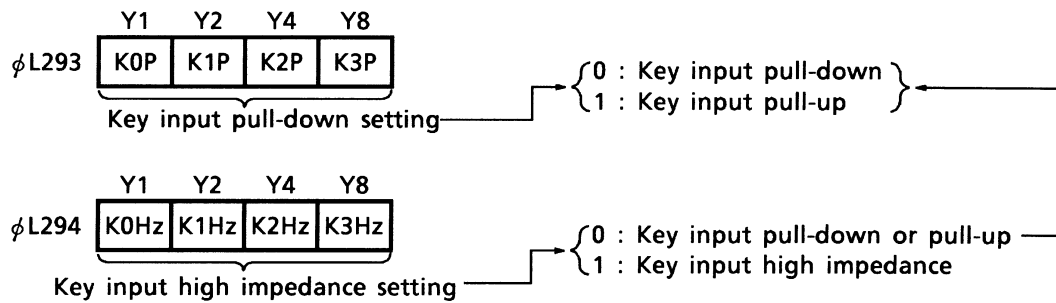 Y1 Y2 Y4 Y8
φL293 K0P K1P K2P K3P
0 : Key input pull-down
1 : Key input pull-up
Key input pull-down setting
Y1 Y2 Y4 Y8
φL294 K0Hz K1Hz K2Hz K3Hz
0 : Key input pull-down or pull-up
1 : Key input high impedance
Key input high impedance setting